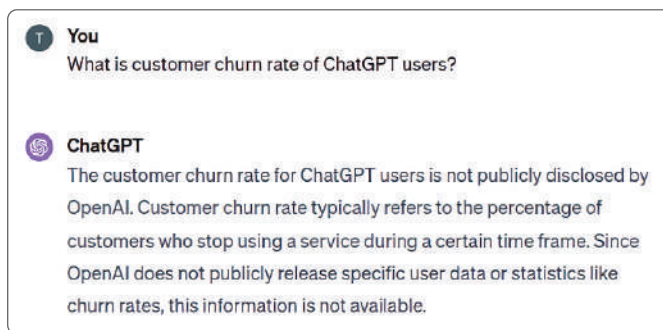 T You
What is customer churn rate of ChatGPT users?
ChatGPT
The customer churn rate for ChatGPT users is not publicly disclosed by
OpenAI. Customer churn rate typically refers to the percentage of
customers who stop using a service during a certain time frame. Since
OpenAI does not publicly release specific user data or statistics like
churn rates, this information is not available.